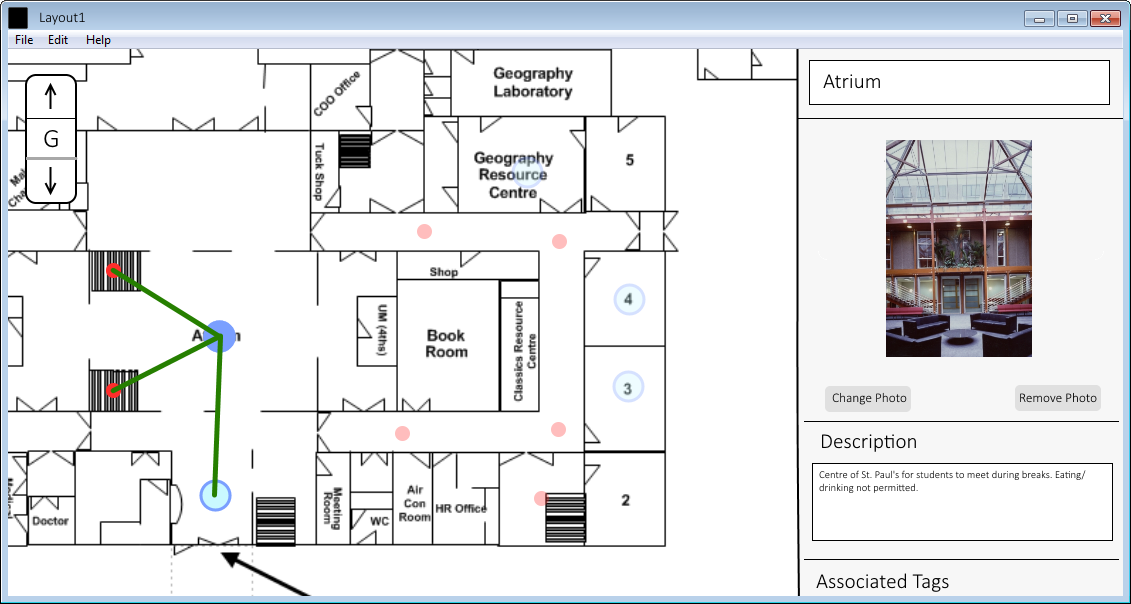 Layout1
File Edit Help
G
COO Office
Geography
Laboratory
Tuck Shop
Geography
Resource
Centre
5
Shop
4
UM (4ths)
Book
Room
Classics Resource
Centre
3
Doctor
Meeting
Room
WC
Air
Con
Room
HR Office
2
Atrium
Change Photo
Remove Photo
Description
Centre of St. Paul's for students to meet during breaks. Eating/
drinking not permitted.
Associated Tags